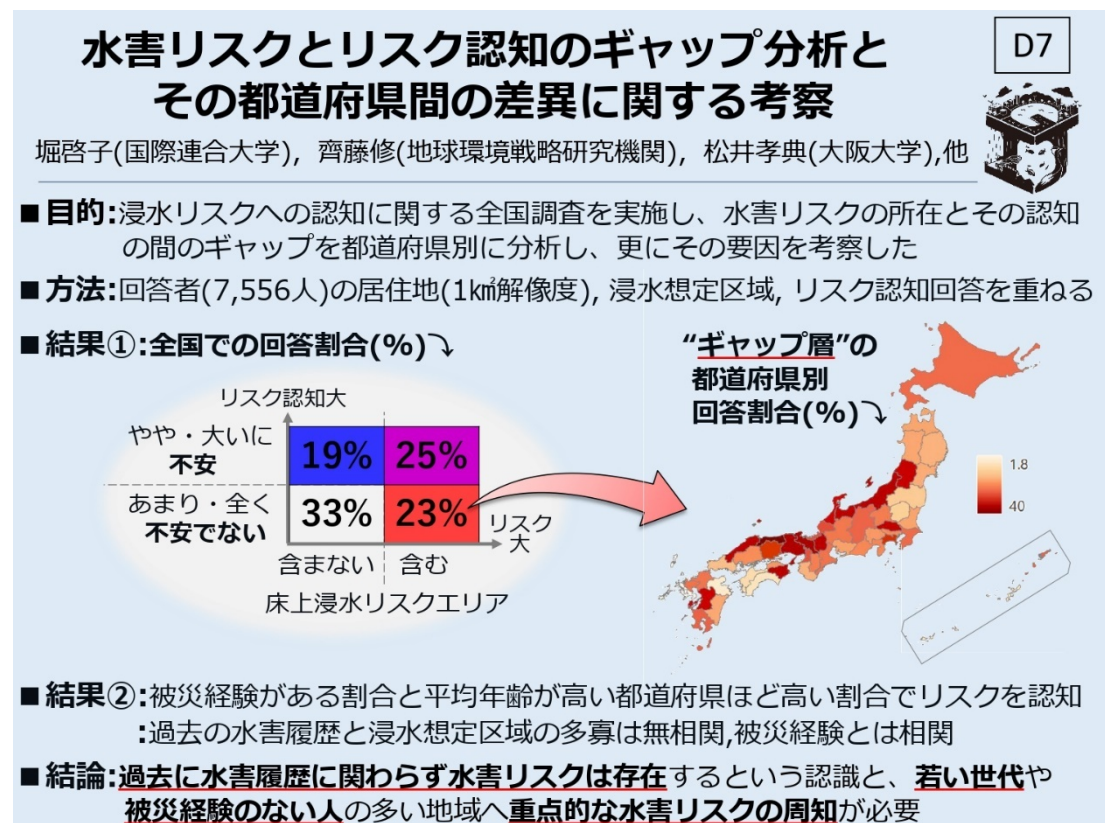 水害リスクとリスク認知のギャップ分析と
その都道府県間の差異に関する考察
D7
堀啓子(国際連合大学), 齊藤修(地球環境戦略研究機関), 松井孝典(大阪大学),他
■目的:浸水リスクへの認知に関する全国調査を実施し、水害リスクの所在とその認知
の間のギャップを都道府県別に分析し、更にその要因を考察した
■方法:回答者(7,556人)の居住地(1㎢解像度), 浸水想定区域, リスク認知回答を重ねる
■結果①:全国での回答割合(%)⤵
リスク認知大
やや・大いに
不安
19% 25%
あまり・全く
不安でない
33% 23%
リスク
大
含まない 含む
床上浸水リスクエリア
“ギャップ層”の
都道府県別
回答割合(%)⤵
1.8
40
■結果②:被災経験がある割合と平均年齢が高い都道府県ほど高い割合でリスクを認知
:過去の水害履歴と浸水想定区域の多寡は無相関,被災経験とは相関
■結論:過去に水害履歴に関わらず水害リスクは存在するという認識と、若い世代や
被災経験のない人の多い地域へ重点的な水害リスクの周知が必要